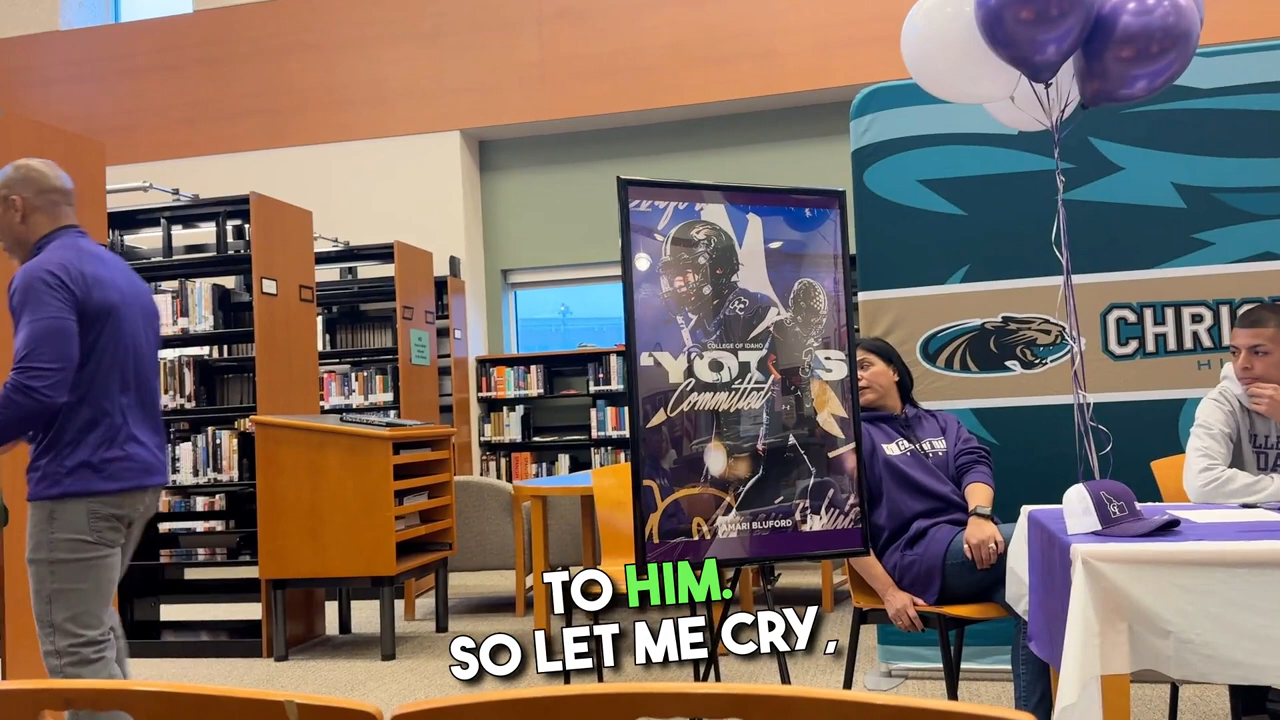 COLLEGE OF IDAHO
'YOTES
Committed
AMARI BLUFORD
CHRIS
H
TO HIM.
SO LET ME CRY,